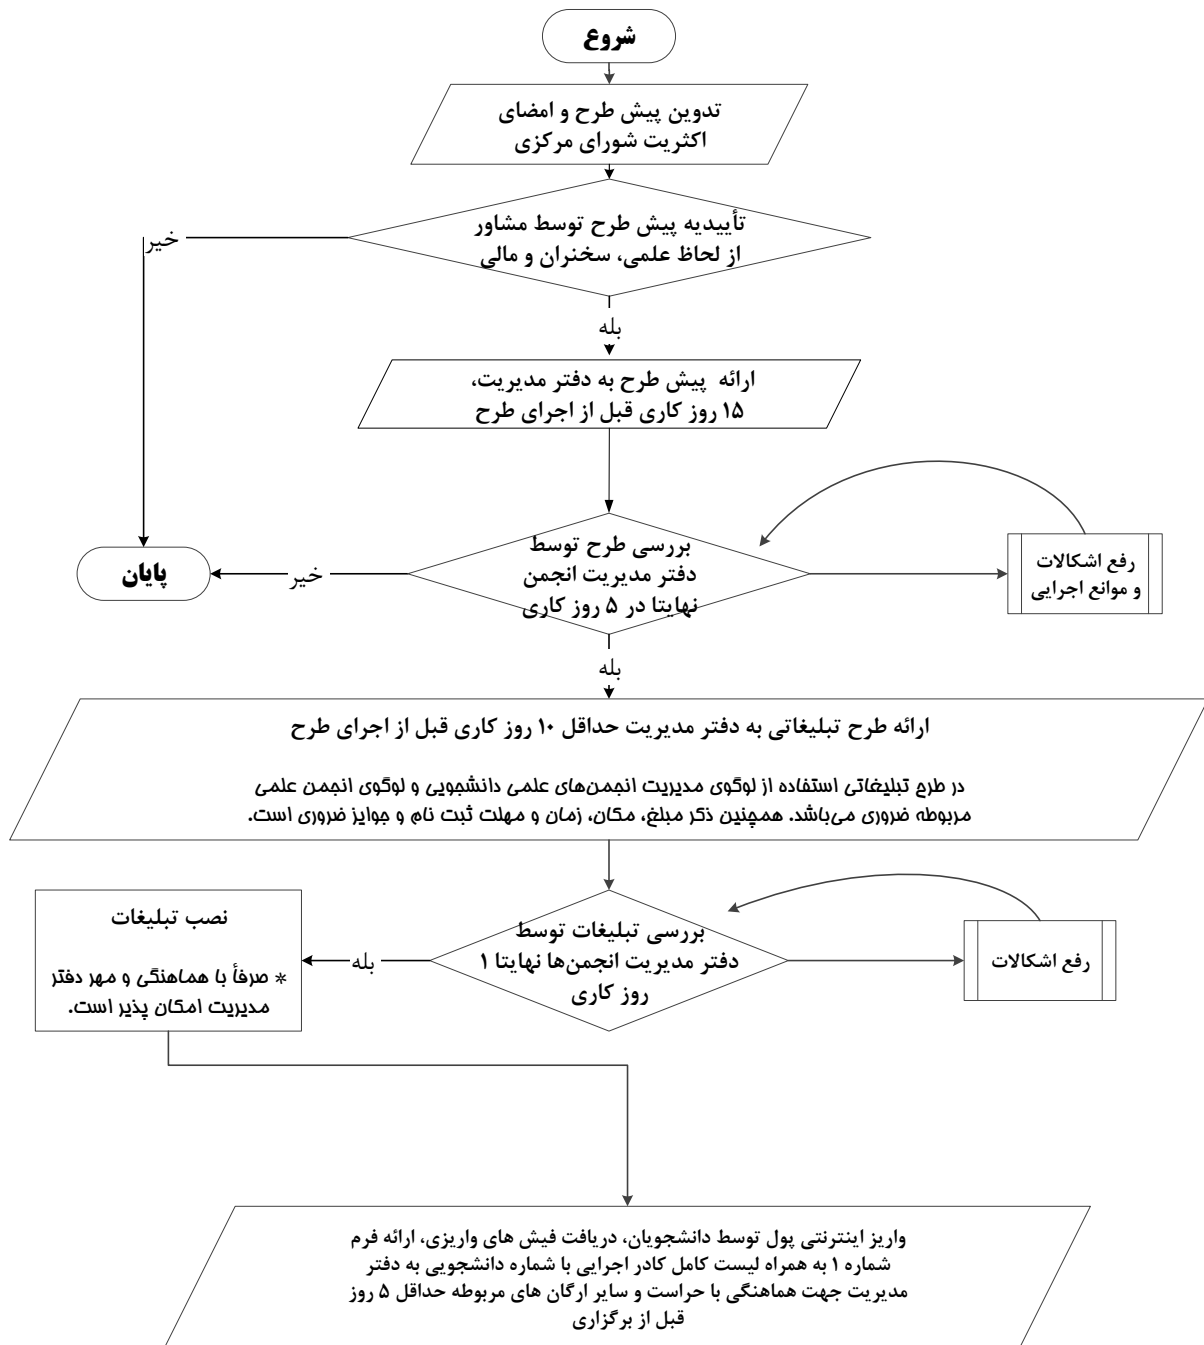 شروع
تدوین پیش طرح و امضای
اکثریت شورای مرکزی
تأییدیه پیش طرح توسط مشاور
از لحاظ علمی، سخنران و مالی
خیر
بله
ارائه پیش طرح به دفتر مدیریت،
۱۵ روز کاری قبل از اجرای طرح
بررسی طرح توسط
دفتر مدیریت انجمن
نهایتا در ۵ روز کاری
رفع اشکالات
و موانع اجرایی
خیر
پایان
بله
ارائه طرح تبلیغاتی به دفتر مدیریت حداقل ۱۰ روز کاری قبل از اجرای طرح
در طرح تبلیغاتی استفاده از لوگوی مدیریت انجمن‌های علمی دانشجویی و لوگوی انجمن علمی
مربوطه ضروری می‌باشد. همچنین ذکر مبلغ، مکان، زمان و مهلت ثبت نام و جوایز ضروری است.
بررسی تبلیغات توسط
دفتر مدیریت انجمن‌ها نهایتا ۱
روز کاری
رفع اشکالات
بله
نصب تبلیغات
* صرفاً با هماهنگی و مهر دفتر
مدیریت امکان پذیر است.
واریز اینترنتی پول توسط دانشجویان، دریافت فیش های واریزی، ارائه فرم
شماره ۱ به همراه لیست کامل کادر اجرایی با شماره دانشجویی به دفتر
مدیریت جهت هماهنگی با حراست و سایر ارگان های مربوطه حداقل ۵ روز
قبل از برگزاری